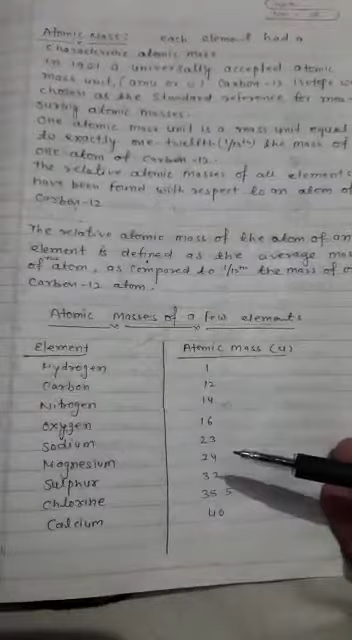 Atomic Mass: each element had a
characteristic atomic mass
in 1961 a universally accepted atomic
mass unit, (amu or u) Carbon-12 isotope w
chosen as the standard reference for mea
suring atomic masses.
One atomic mass unit is a mass unit equal
to exactly one twelfth (1/12th) the mass of
one atom of Carbon-12.
the relative atomic masses of all elements
have been found with respect to an atom of
Carbon-12
The relative atomic mass of the atom of an
element is defined as the average mas
of the atom, as compared to 1/12th the mass of o
Carbon-12 atom.
Atomic masses of a few elements
Element Atomic Mass (u)
Hydrogen 1
Carbon 12
Nitrogen 14
Oxygen 16
Sodium 23
Magnesium 24
Sulphur 32
Chlorine 35.5
Calcium 40